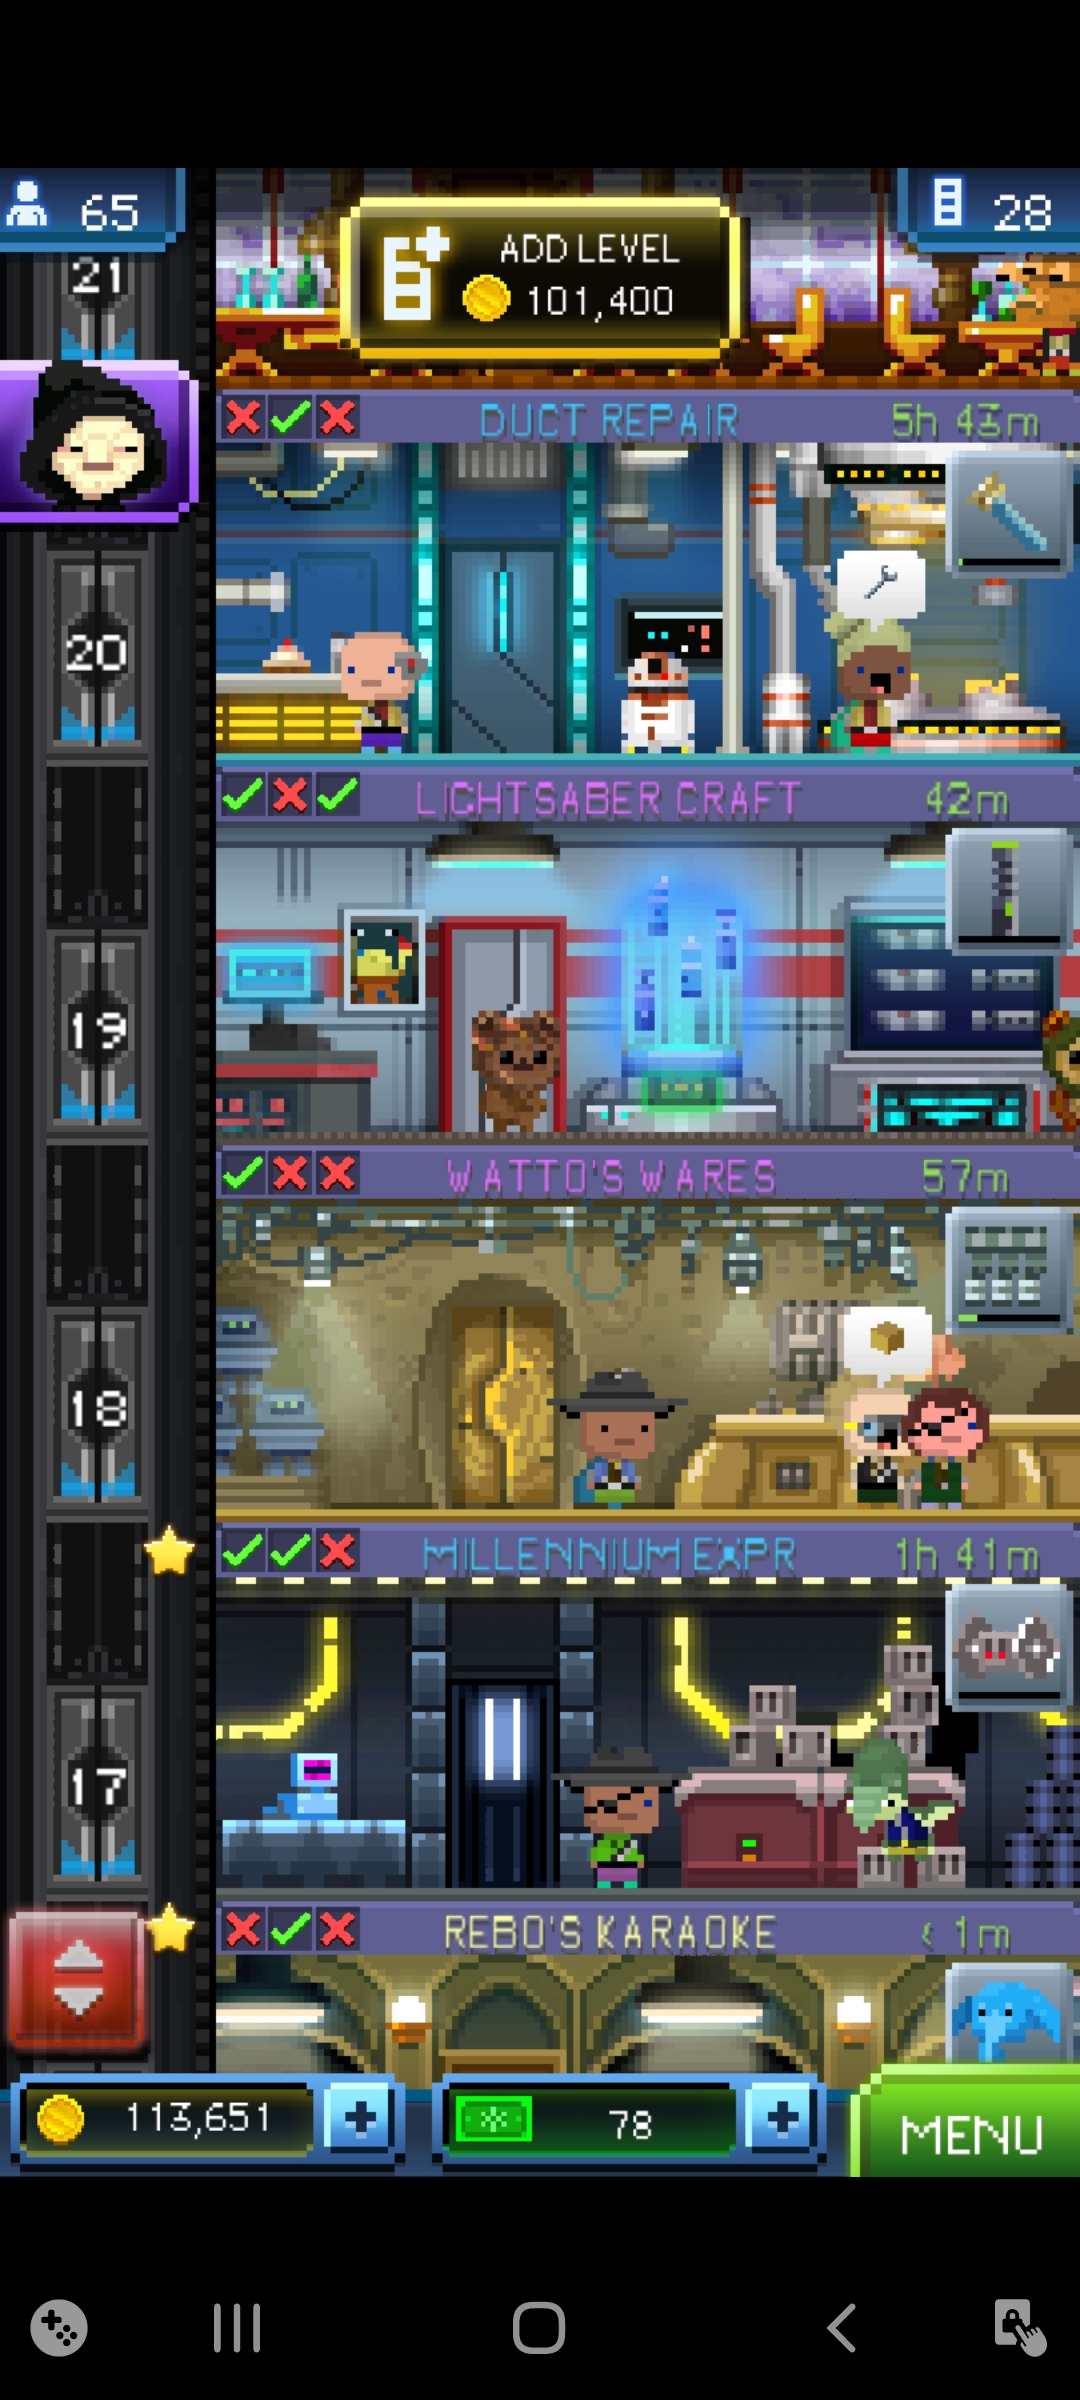 65
28
21
ADD LEVEL
101,400
DUCT REPAIR 5h 43m
20
LIGHTSABER CRAFT 42m
19
WATTO'S WARES 57m
18
MILLENNIUM EXPR 1h 41m
17
REBO'S KARAOKE < 1m
113,651
78
MENU